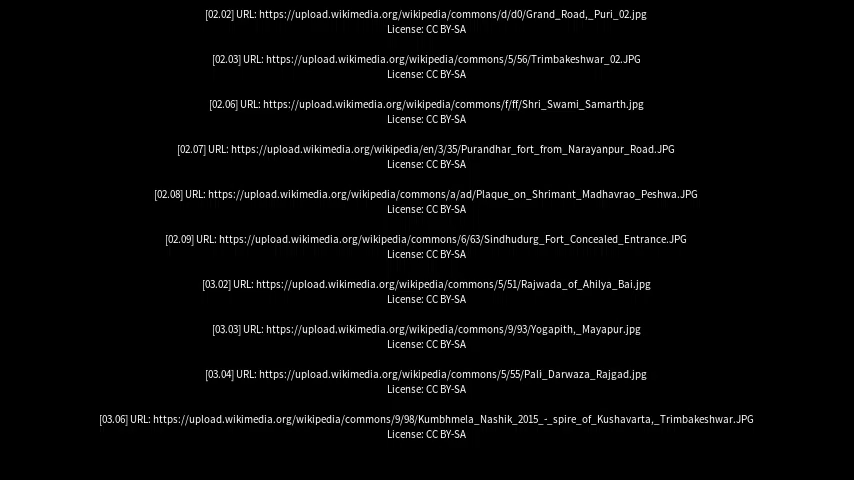 [02.02] URL: https://upload.wikimedia.org/wikipedia/commons/d/d0/Grand_Road,_Puri_02.jpg
License: CC BY-SA
[02.03] URL: https://upload.wikimedia.org/wikipedia/commons/5/56/Trimbakeshwar_02.JPG
License: CC BY-SA
[02.06] URL: https://upload.wikimedia.org/wikipedia/commons/f/ff/Shri_Swami_Samarth.jpg
License: CC BY-SA
[02.07] URL: https://upload.wikimedia.org/wikipedia/en/3/35/Purandhar_fort_from_Narayanpur_Road.JPG
License: CC BY-SA
[02.08] URL: https://upload.wikimedia.org/wikipedia/commons/a/ad/Plaque_on_Shrimant_Madhavrao_Peshwa.JPG
License: CC BY-SA
[02.09] URL: https://upload.wikimedia.org/wikipedia/commons/6/63/Sindhudurg_Fort_Concealed_Entrance.JPG
License: CC BY-SA
[03.02] URL: https://upload.wikimedia.org/wikipedia/commons/5/51/Rajwada_of_Ahilya_Bai.jpg
License: CC BY-SA
[03.03] URL: https://upload.wikimedia.org/wikipedia/commons/9/93/Yogapith,_Mayapur.jpg
License: CC BY-SA
[03.04] URL: https://upload.wikimedia.org/wikipedia/commons/5/55/Pali_Darwaza_Rajgad.jpg
License: CC BY-SA
[03.06] URL: https://upload.wikimedia.org/wikipedia/commons/9/98/Kumbhmela_Nashik_2015_-_spire_of_Kushavarta,_Trimbakeshwar.JPG
License: CC BY-SA